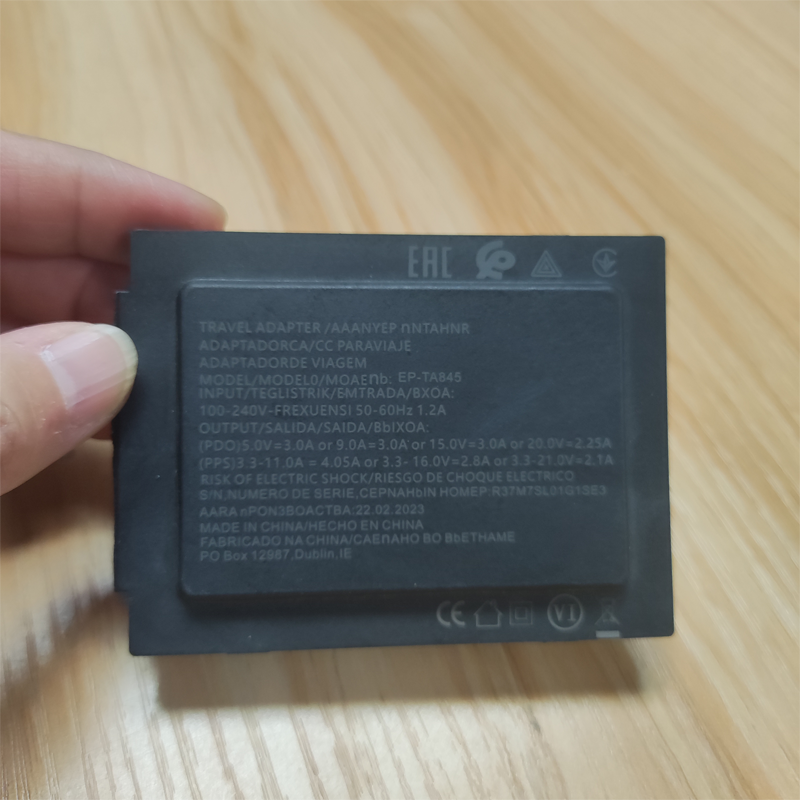 EAC
TRAVEL ADAPTER /AAANYEP nNTAHNR
ADAPTADORCA/CC PARAVIAJE
ADAPTADORDE VIAGEM
MODEL/MODEL0/MOAEnb: EP-TA845
INPUT/TEGLISTRIK/EMTRADA/BXOA:
100-240V-FREXUENSI 50-60Hz 1.2A
OUTPUT/SALIDA/SAIDA/BbIXOA:
(PDO)5.0V=3.0A or 9.0A=3.0A or 15.0V=3.0A or 20.0V=2.25A
(PPS)3.3-11.0A = 4.05A or 3.3- 16.0V=2.8A or 3.3-21.0V=2.1A
RISK OF ELECTRIC SHOCK/RIESGO DE CHOQUE ELECTRICO
S/N.NUMERO DE SERIE.CEPNAHbIN HOMEP:R37M7SL01G1SE3
AARA nPON3BOACTBA:22.02.2023
MADE IN CHINA/HECHO EN CHINA
FABRICADO NA CHINA/CAEnAHO BO BbETHAME
PO Box 12987,Dublin,IE
CE VI